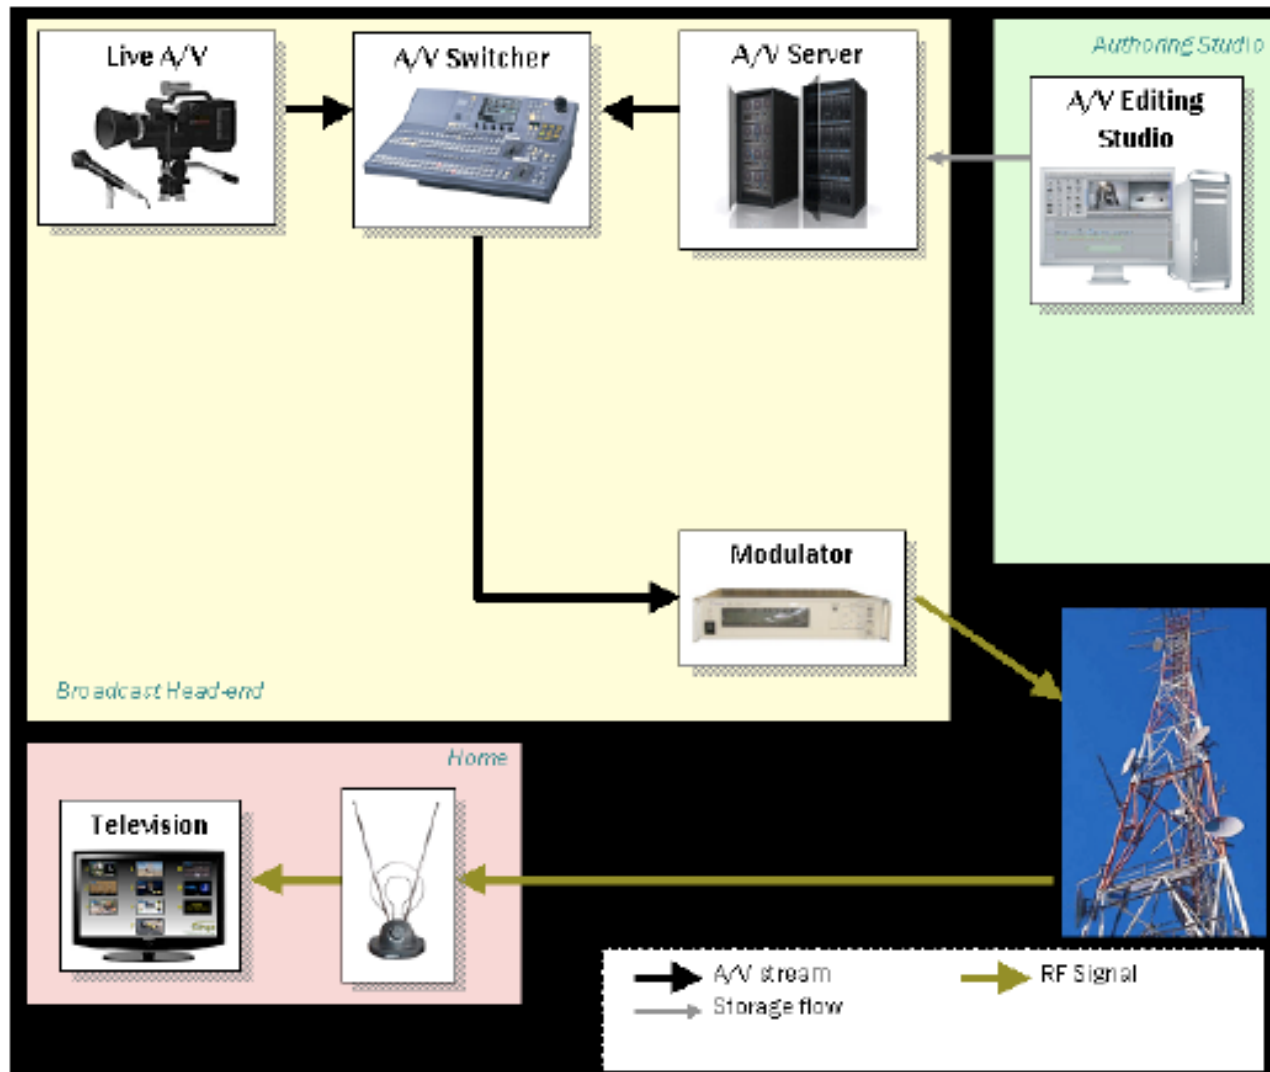 Authoring Studio
Live A/V
A/V Switcher
A/V Server
A/V Editing
Studio
Modulator
Broadcast Head-end
Home
Television
A/V stream
RF Signal
Storage flow